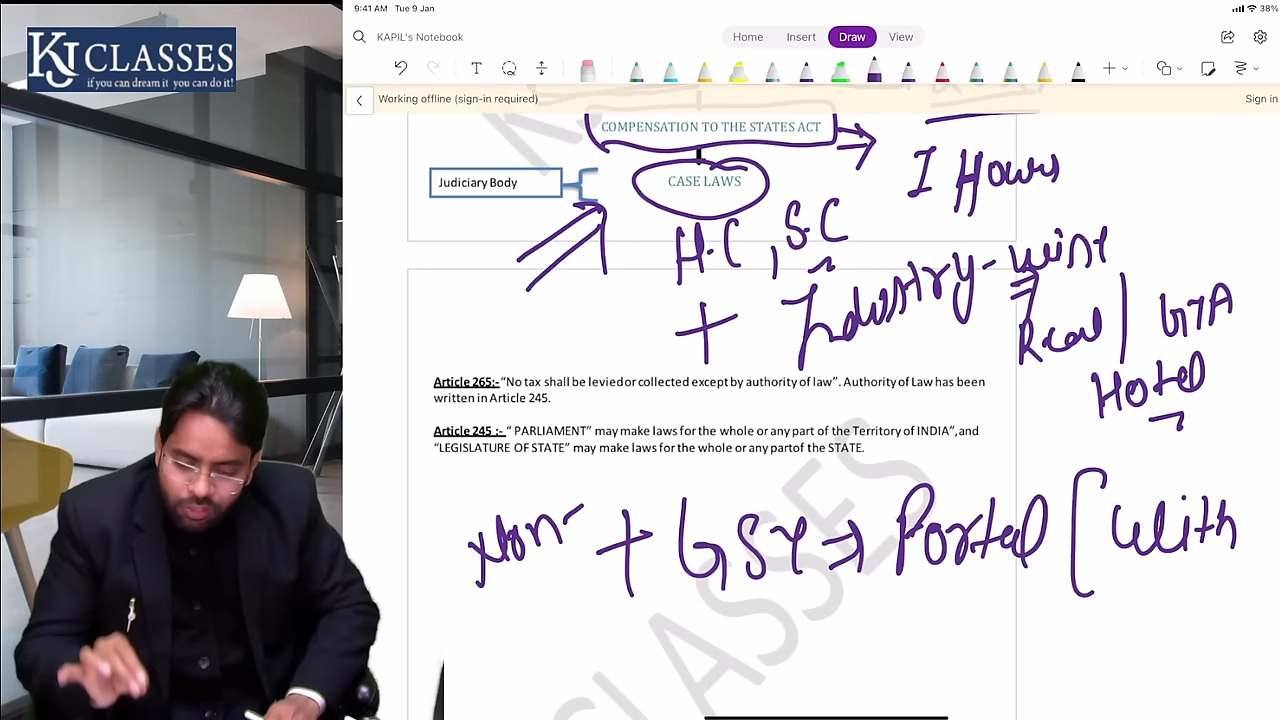 KJ CLASSES
if you can dream it you can do it!
9:41 AM Tue 9 Jan
38%
KAPIL's Notebook
Home Insert Draw View
Working offline (sign-in required)
Sign in
COMPENSATION TO THE STATES ACT
1 Hours
Judiciary Body
CASE LAWS
H.C, S.C
+ Industry-wise
Real | GTA
Hotel
Article 265:- “No tax shall be levied or collected except by authority of law”. Authority of Law has been
written in Article 245.
Article 245 :- “ PARLIAMENT” may make laws for the whole or any part of the Territory of INDIA”, and
“LEGISLATURE OF STATE” may make laws for the whole or any partof the STATE.
+ GST → Portal [ With
CLASSES